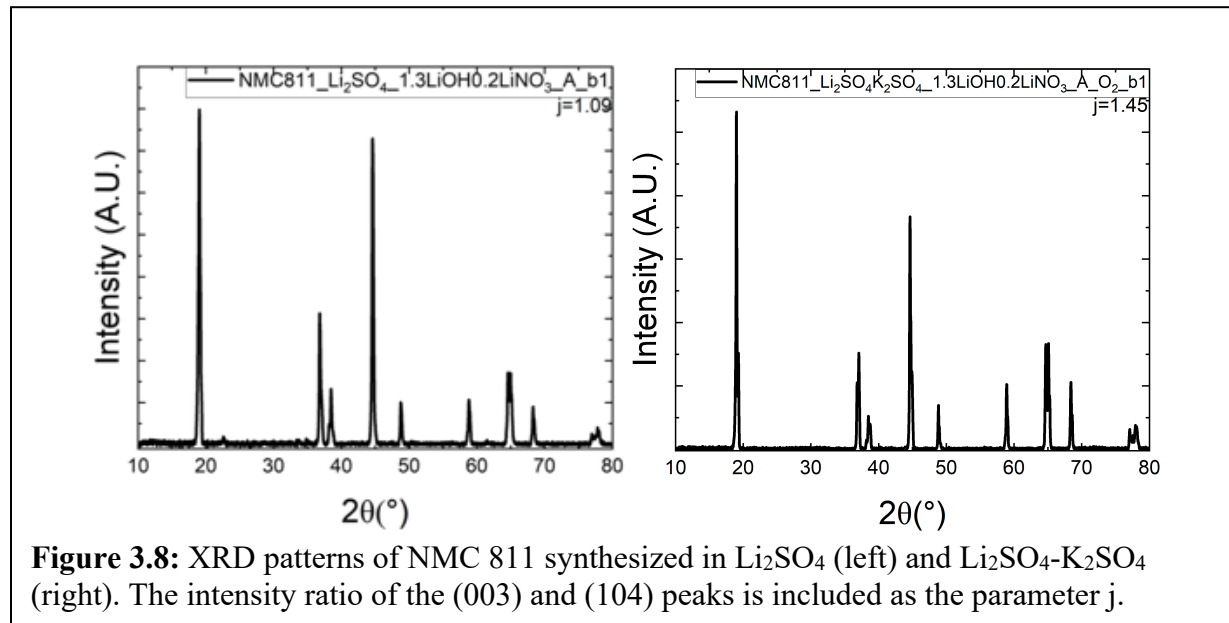 NMC811_Li₂SO₄_1.3LiOH0.2LiNO₃_A_b1
j=1.09
Intensity (A.U.)
10 20 30 40 50 60 70 80
2θ(°)
NMC811_Li₂SO₄K₂SO₄_1.3LiOH0.2LiNO₃_A_O₂_b1
j=1.45
Intensity (A.U.)
10 20 30 40 50 60 70 80
2θ(°)
Figure 3.8: XRD patterns of NMC 811 synthesized in Li₂SO₄ (left) and Li₂SO₄-K₂SO₄
(right). The intensity ratio of the (003) and (104) peaks is included as the parameter j.